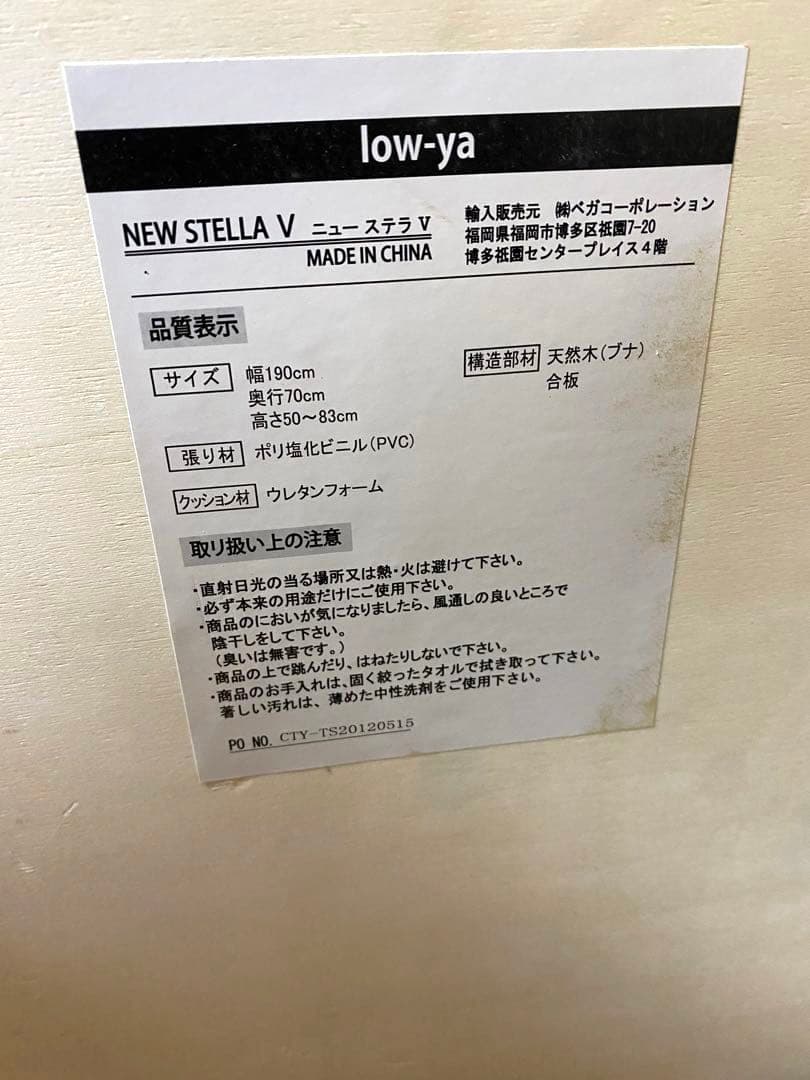 low-ya
NEW STELLA V ニュー ステラ V
MADE IN CHINA
輸入販売元 ㈱ベガコーポレーション
福岡県福岡市博多区祇園7-20
博多祇園センタープレイス4階
品質表示
サイズ 幅190cm
奥行70cm
高さ50～83cm
構造部材 天然木(ブナ)
合板
張り材 ポリ塩化ビニル(PVC)
クッション材 ウレタンフォーム
取り扱い上の注意
・直射日光の当る場所又は熱・火は避けて下さい。
・必ず本来の用途だけにご使用下さい。
・商品のにおいが気になりましたら、風通しの良いところで
陰干しをして下さい。
(臭いは無害です。)
・商品の上で跳んだり、はねたりしないで下さい。
・商品のお手入れは、固く絞ったタオルで拭き取って下さい。
著しい汚れは、薄めた中性洗剤をご使用下さい。
PO NO. CTY-TS20120515